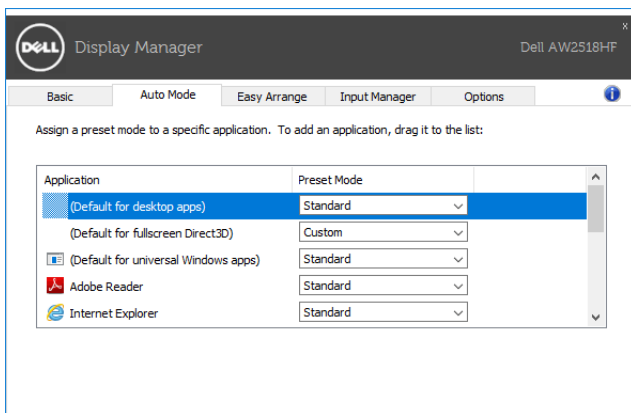 DELL Display Manager Dell AW2518HF
x
Basic Auto Mode Easy Arrange Input Manager Options i
Assign a preset mode to a specific application. To add an application, drag it to the list:
Application Preset Mode
(Default for desktop apps) Standard
(Default for fullscreen Direct3D) Custom
(Default for universal Windows apps) Standard
Adobe Reader Standard
Internet Explorer Standard